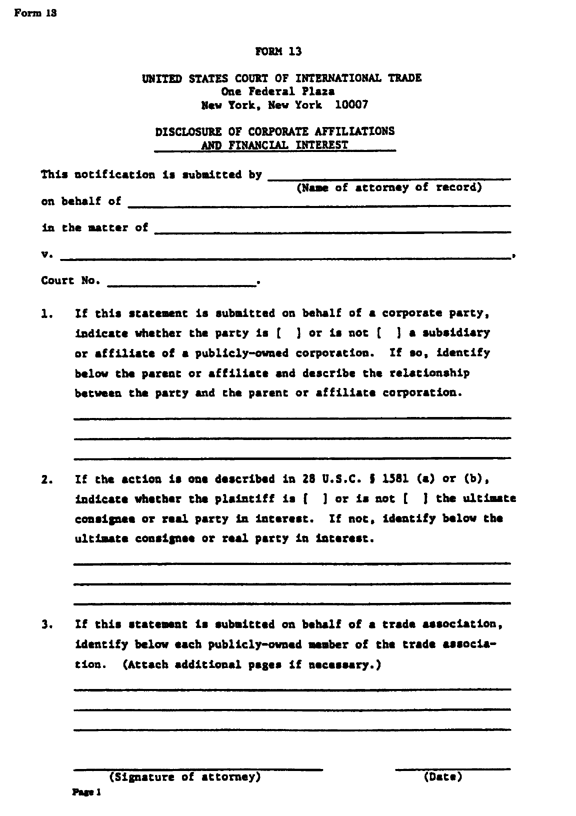 Form 13
FORM 13
UNITED STATES COURT OF INTERNATIONAL TRADE
One Federal Plaza
New York, New York 10007
DISCLOSURE OF CORPORATE AFFILIATIONS
AND FINANCIAL INTEREST
This notification is submitted by
(Name of attorney of record)
on behalf of
in the matter of
v. ,
Court No. .
1. If this statement is submitted on behalf of a corporate party,
indicate whether the party is [ ] or is not [ ] a subsidiary
or affiliate of a publicly-owned corporation. If so, identify
below the parent or affiliate and describe the relationship
between the party and the parent or affiliate corporation.
2. If the action is one described in 28 U.S.C. § 1581 (a) or (b),
indicate whether the plaintiff is [ ] or is not [ ] the ultimate
consignee or real party in interest. If not, identify below the
ultimate consignee or real party in interest.
3. If this statement is submitted on behalf of a trade association,
identify below each publicly-owned member of the trade associa-
tion. (Attach additional pages if necessary.)
(Signature of attorney) (Date)
Page 1